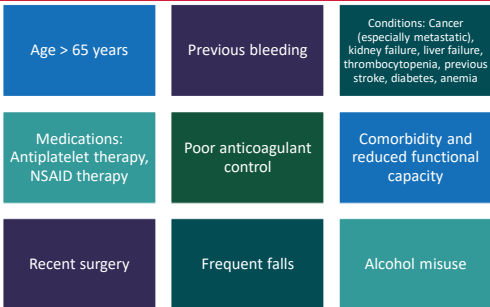 Age > 65 years
Previous bleeding
Conditions: Cancer
(especially metastatic),
kidney failure, liver failure,
thrombocytopenia, previous
stroke, diabetes, anemia
Medications:
Antiplatelet therapy,
NSAID therapy
Poor anticoagulant
control
Comorbidity and
reduced functional
capacity
Recent surgery
Frequent falls
Alcohol misuse